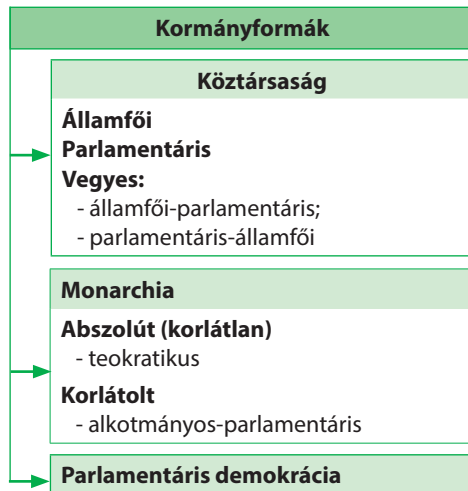 Kormányformák
Köztársaság
Államfői
Parlamentáris
Vegyes:
- államfői-parlamentáris;
- parlamentáris-államfői
Monarchia
Abszolút (korlátlan)
- teokratikus
Korlátolt
- alkotmányos-parlamentáris
Parlamentáris demokrácia